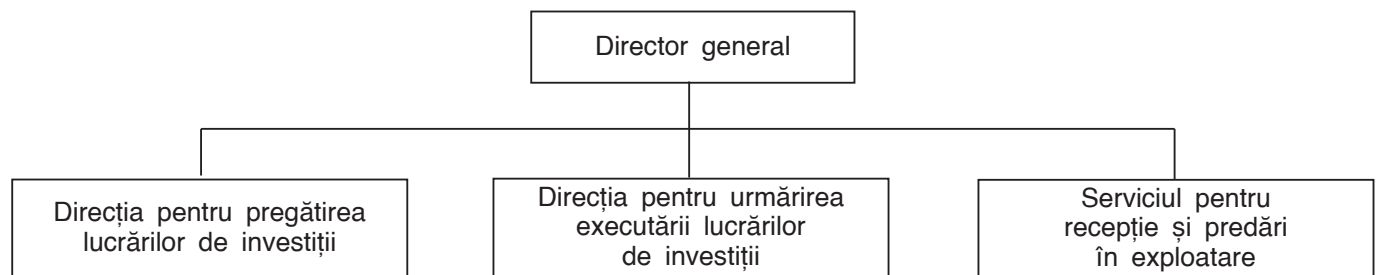 Director general
Direcția pentru pregătirea
lucrărilor de investiții
Direcția pentru urmărirea
executării lucrărilor
de investiții
Serviciul pentru
recepție și predări
în exploatare